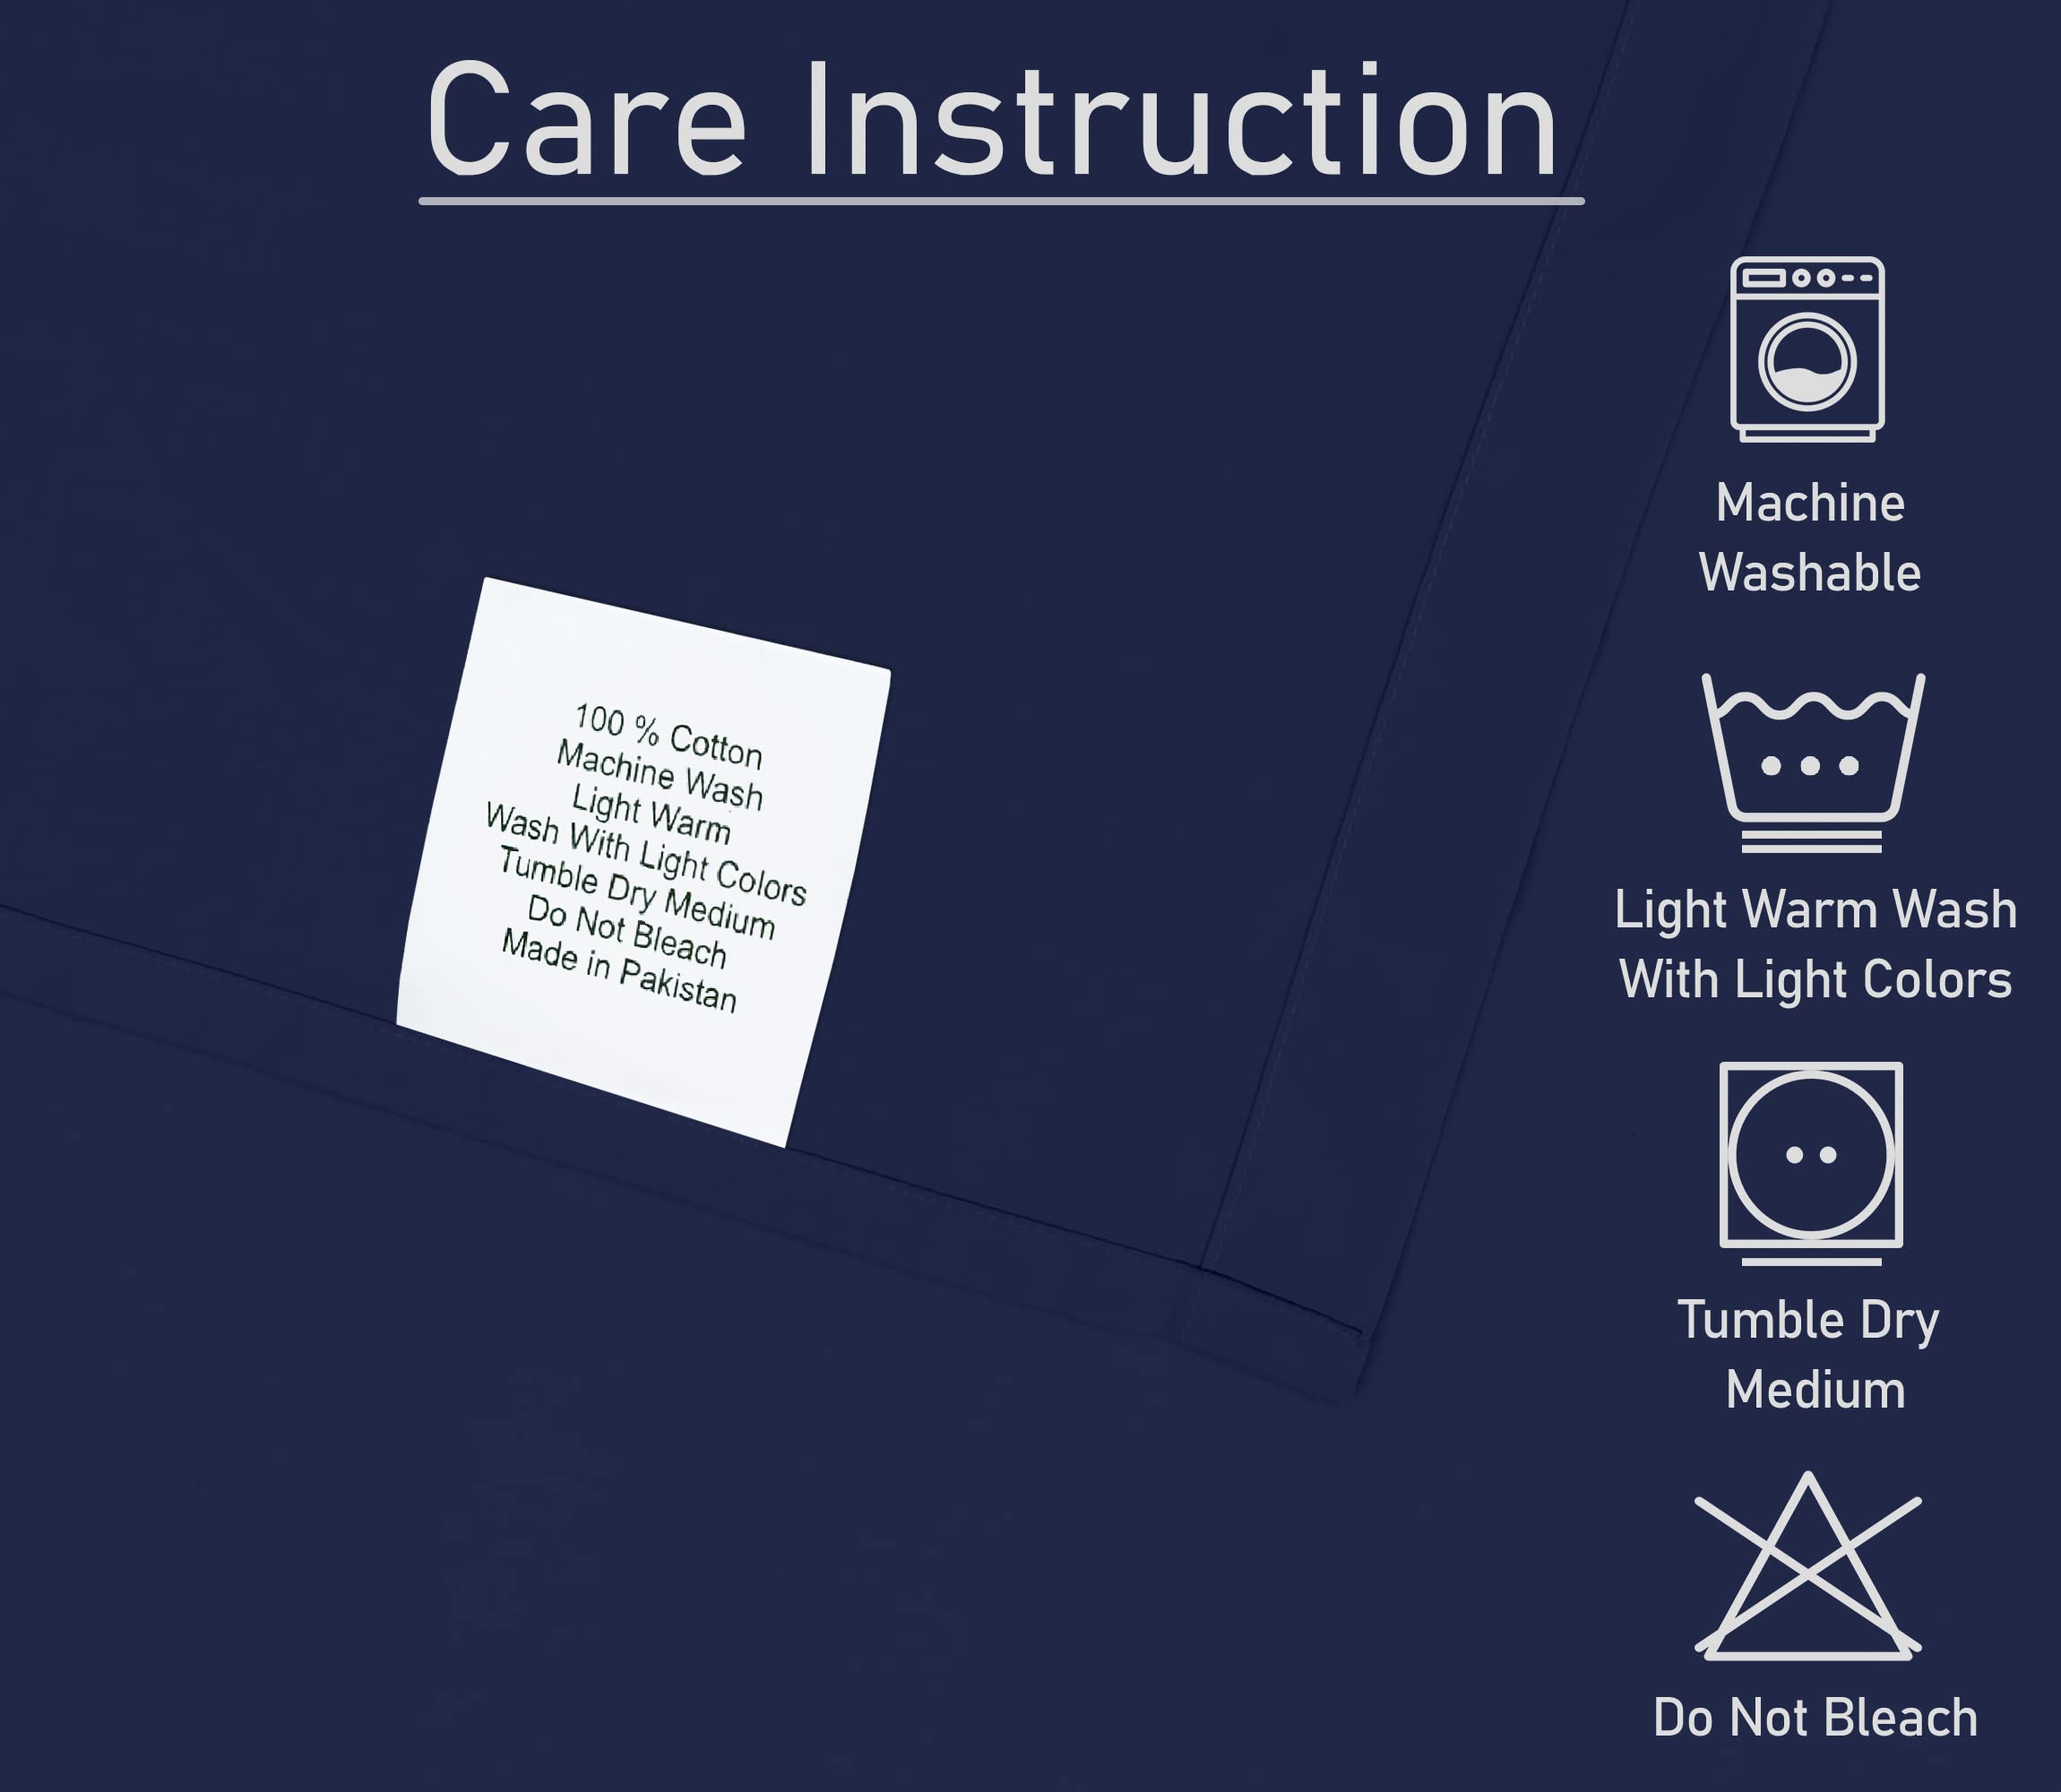 Care Instruction
100 % Cotton
Machine Wash
Light Warm
Wash With Light Colors
Tumble Dry Medium
Do Not Bleach
Made in Pakistan
Machine
Washable
Light Warm Wash
With Light Colors
Tumble Dry
Medium
Do Not Bleach